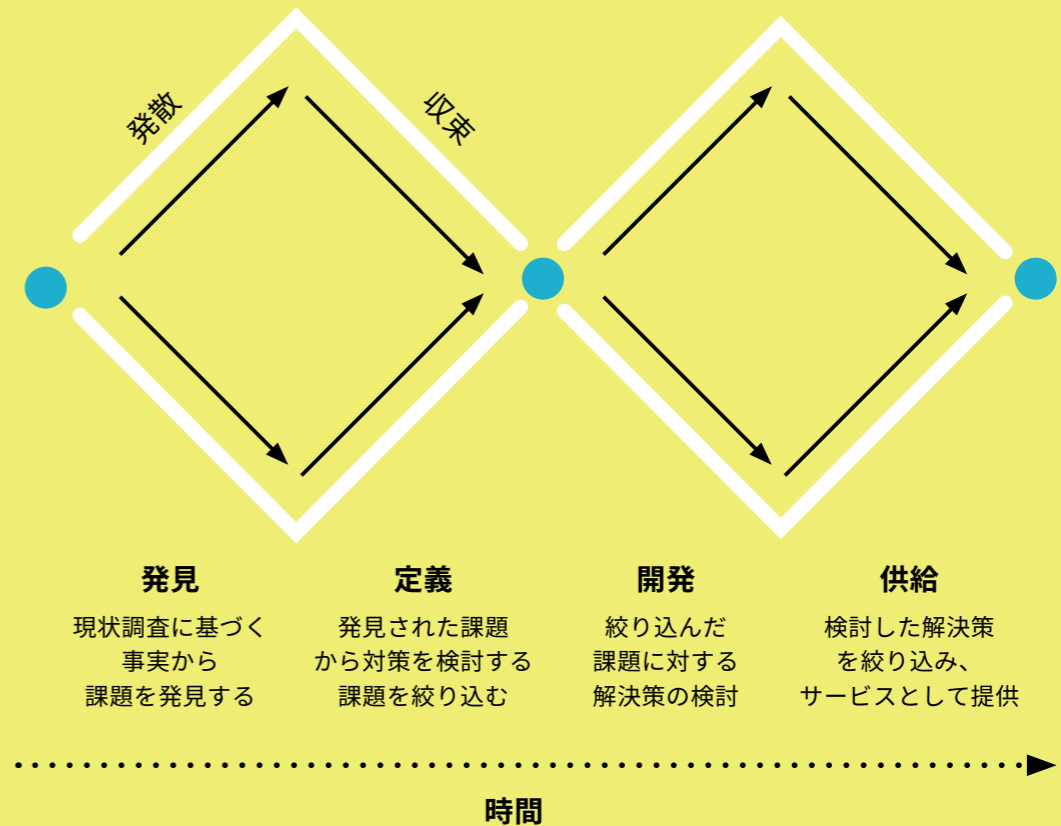 発散
収束
発見
現状調査に基づく
事実から
課題を発見する
定義
発見された課題
から対策を検討する
課題を絞り込む
開発
絞り込んだ
課題に対する
解決策の検討
供給
検討した解決策
を絞り込み、
サービスとして提供
時間